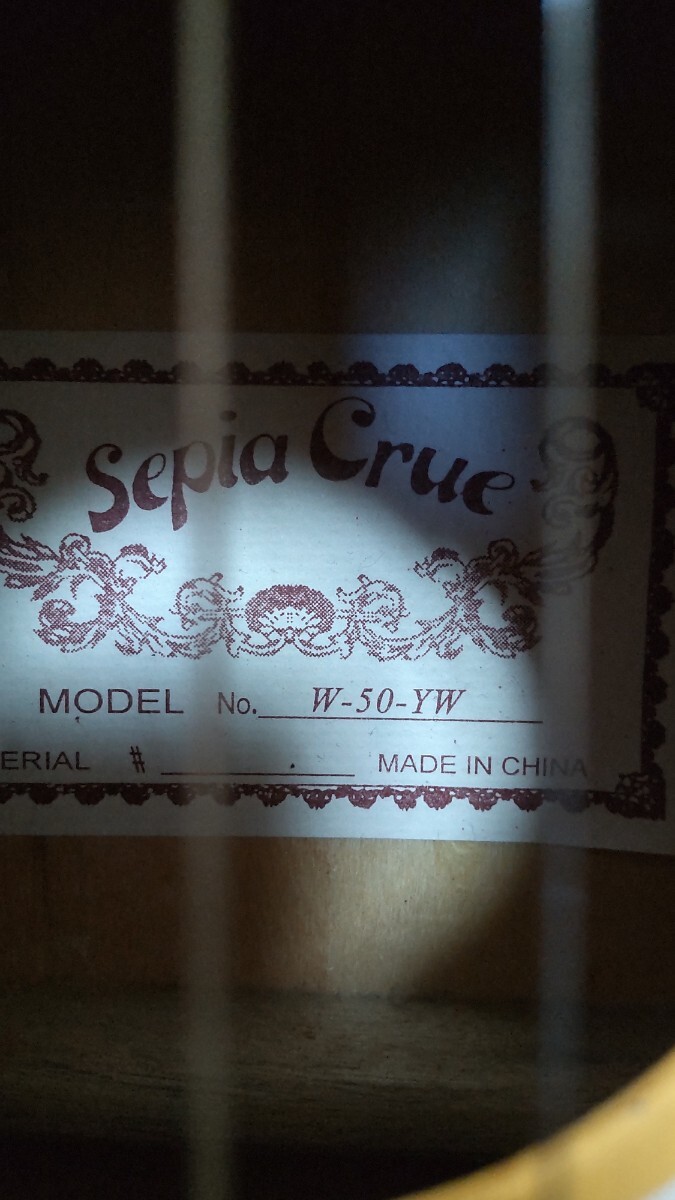 Sepia Crue
MODEL No. W-50-YW
ERIAL # MADE IN CHINA